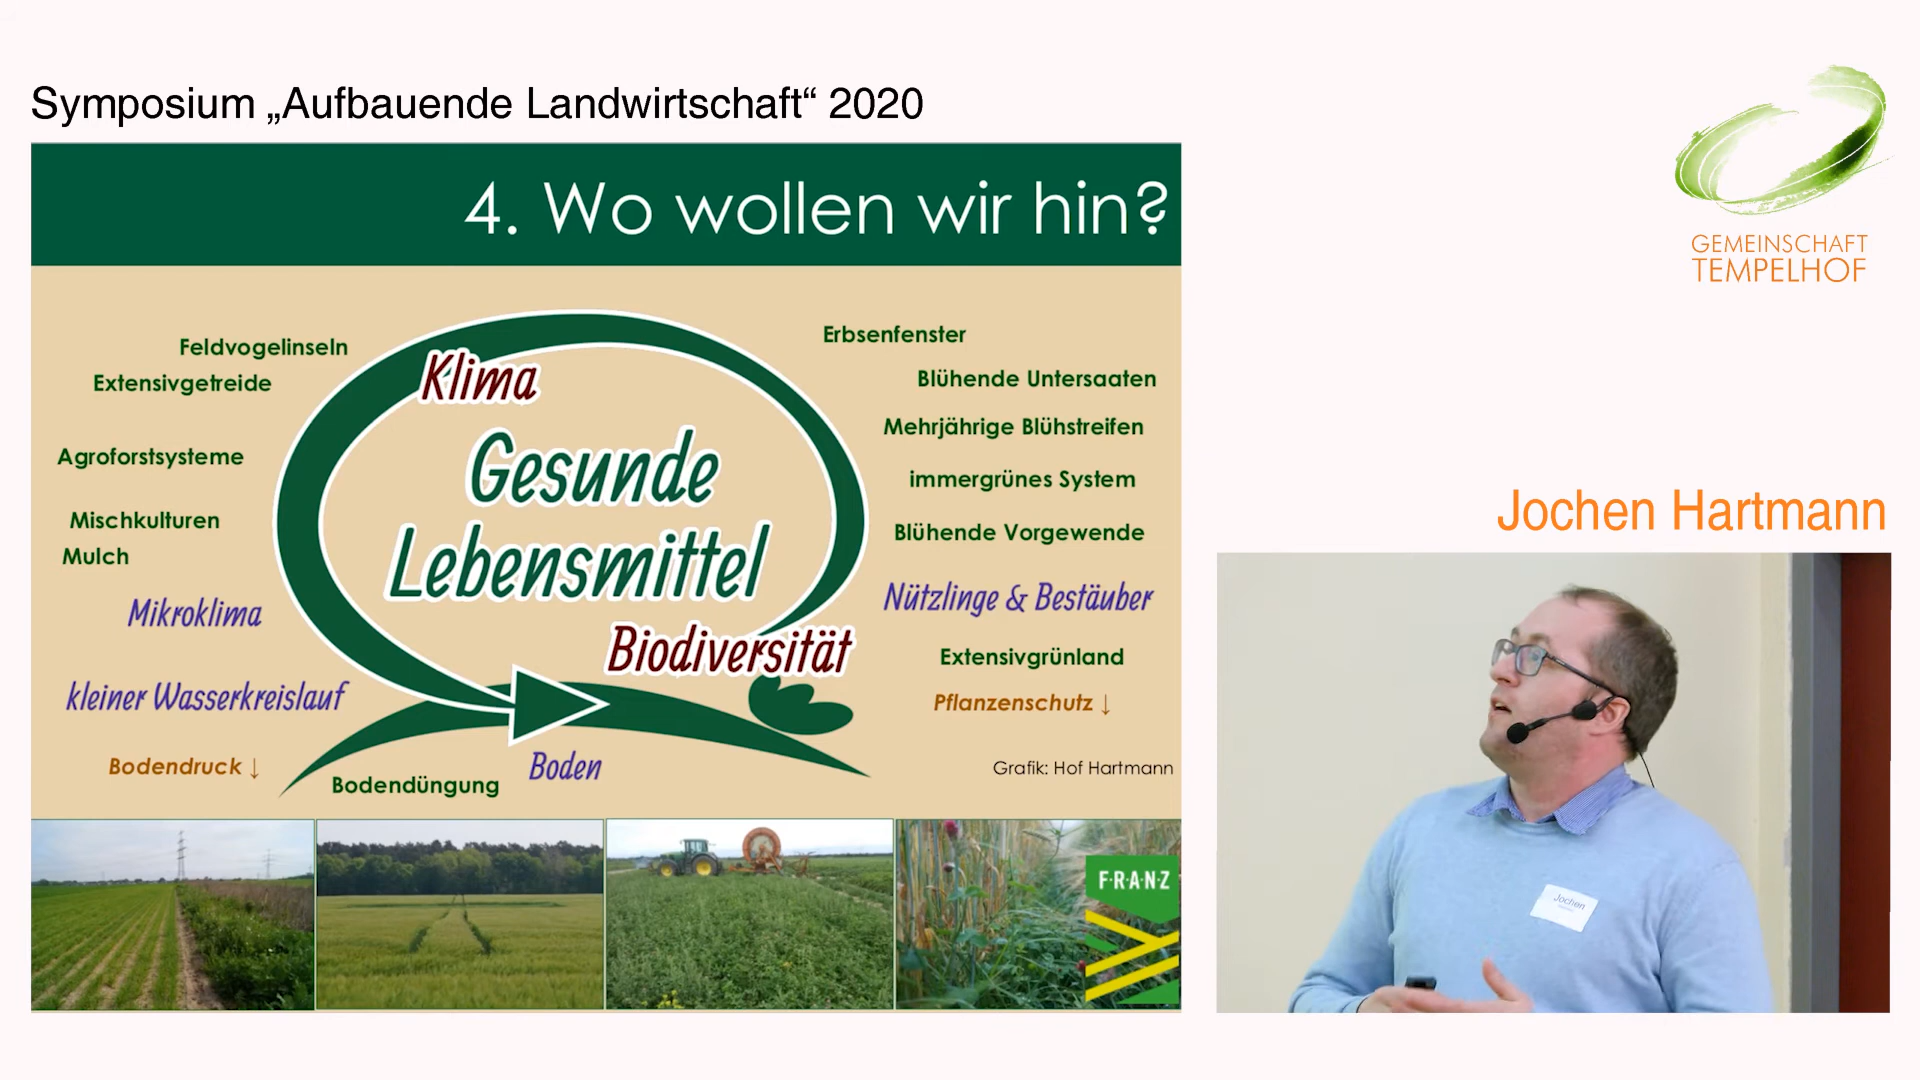 Symposium „Aufbauende Landwirtschaft“ 2020
4. Wo wollen wir hin?
Feldvogelinseln
Extensivgetreide
Agroforstsysteme
Mischkulturen
Mulch
Mikroklima
kleiner Wasserkreislauf
Bodendruck ↓
Bodendüngung
Boden
Klima
Gesunde
Lebensmittel
Biodiversität
Erbsenfenster
Blühende Untersaaten
Mehrjährige Blühstreifen
immergrünes System
Blühende Vorgewende
Nützlinge & Bestäuber
Extensivgrünland
Pflanzenschutz ↓
Grafik: Hof Hartmann
F·R·A·N·Z
GEMEINSCHAFT
TEMPELHOF
Jochen Hartmann
Jochen